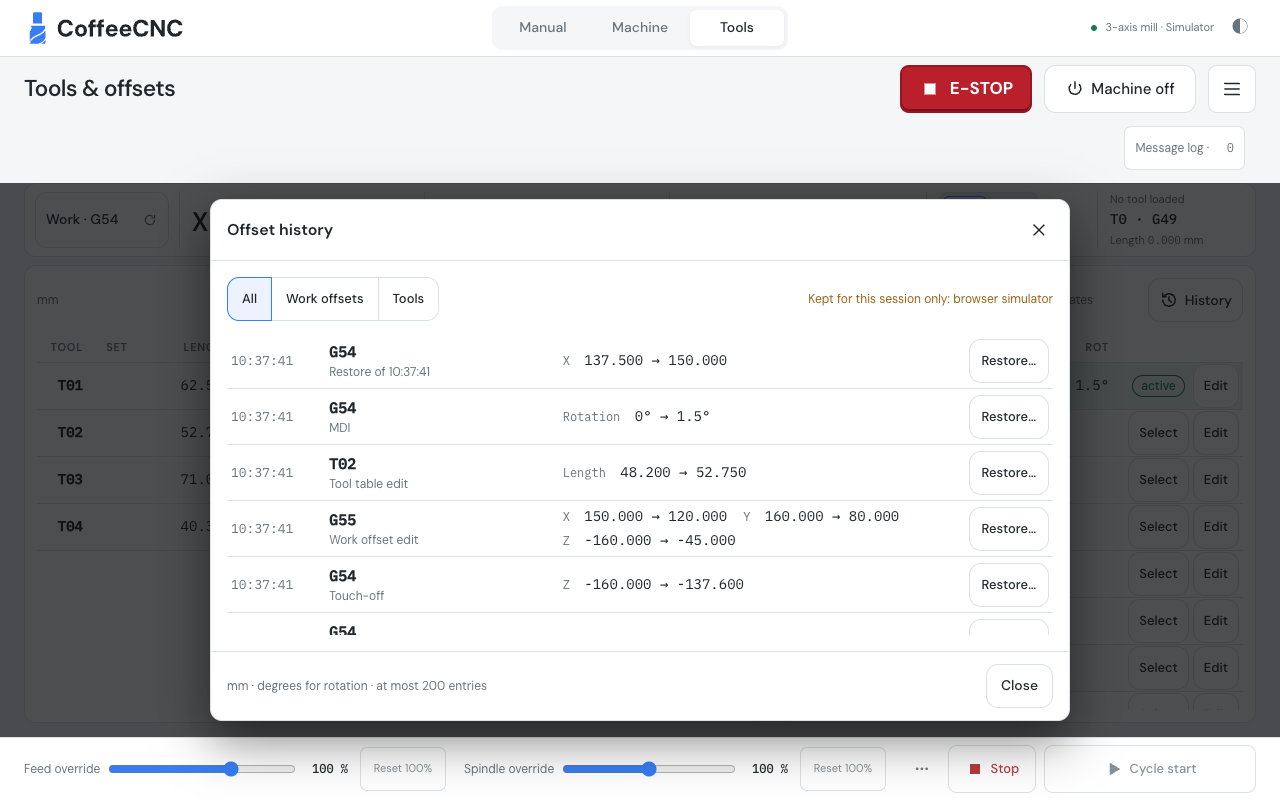 CoffeeCNC
Manual
Machine
Tools
3-axis mill · Simulator
Tools & offsets
E-STOP
Machine off
Message log · 0
Work · G54
X
No tool loaded
T0 · G49
Length 0.000 mm
Offset history
mm
All
Work offsets
Tools
Kept for this session only: browser simulator
History
TOOL SET
ROT
10:37:41 G54 X 137.500 → 150.000 Restore…
Restore of 10:37:41
T01 62.5
1.5° active Edit
10:37:41 G54 Rotation 0° → 1.5° Restore…
MDI
T02 52.7
Select Edit
10:37:41 T02 Length 48.200 → 52.750 Restore…
Tool table edit
T03 71.0
Select Edit
10:37:41 G55 X 150.000 → 120.000 Y 160.000 → 80.000 Restore…
Work offset edit Z -160.000 → -45.000
T04
Select Edit
10:37:41 G54 Z -160.000 → -137.600 Restore…
Touch-off
Select Edit
G54
Select Edit
Select Edit
mm · degrees for rotation · at most 200 entries
Close
Feed override 100 % Reset 100%
Spindle override 100 % Reset 100%
···
Stop
Cycle start